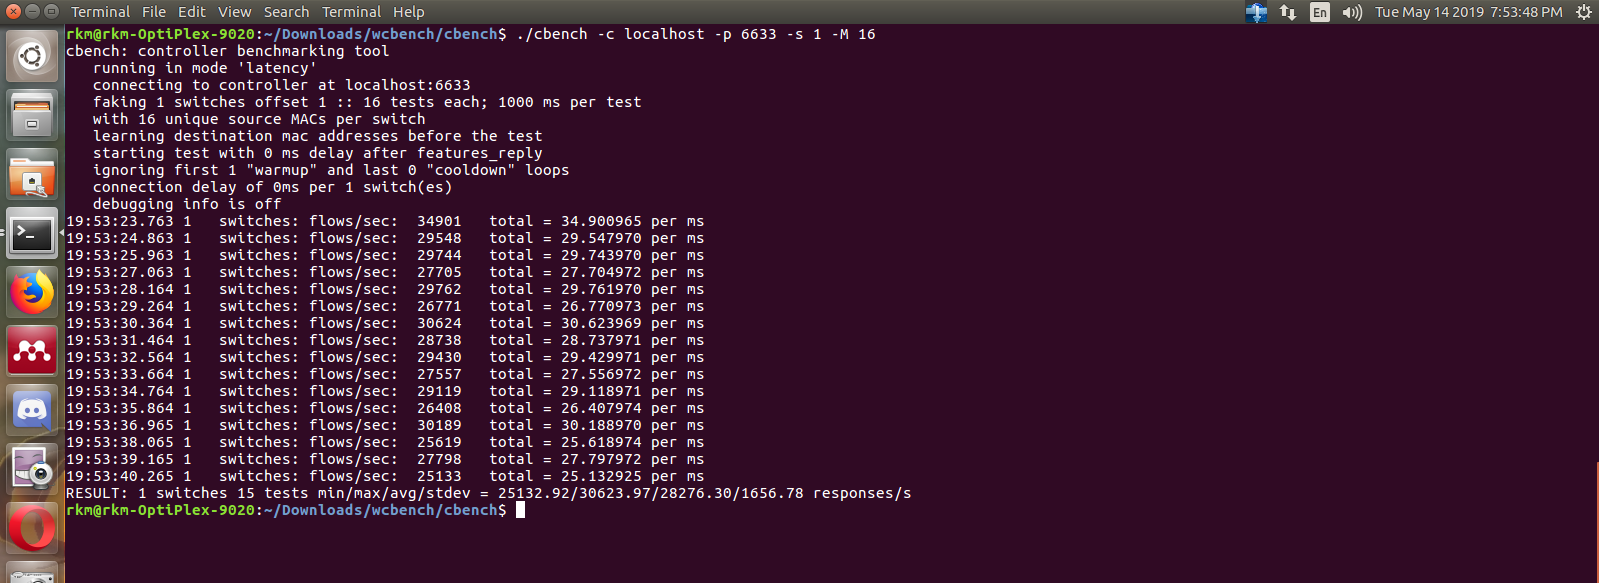 Terminal File Edit View Search Terminal Help En Tue May 14 2019 7:53:48 PM
rkm@rkm-OptiPlex-9020:~/Downloads/wcbench/cbench$ ./cbench -c localhost -p 6633 -s 1 -M 16
cbench: controller benchmarking tool
   running in mode 'latency'
   connecting to controller at localhost:6633
   faking 1 switches offset 1 :: 16 tests each; 1000 ms per test
   with 16 unique source MACs per switch
   learning destination mac addresses before the test
   starting test with 0 ms delay after features_reply
   ignoring first 1 "warmup" and last 0 "cooldown" loops
   connection delay of 0ms per 1 switch(es)
   debugging info is off
19:53:23.763 1   switches: flows/sec:  34901   total = 34.900965 per ms
19:53:24.863 1   switches: flows/sec:  29548   total = 29.547970 per ms
19:53:25.963 1   switches: flows/sec:  29744   total = 29.743970 per ms
19:53:27.063 1   switches: flows/sec:  27705   total = 27.704972 per ms
19:53:28.164 1   switches: flows/sec:  29762   total = 29.761970 per ms
19:53:29.264 1   switches: flows/sec:  26771   total = 26.770973 per ms
19:53:30.364 1   switches: flows/sec:  30624   total = 30.623969 per ms
19:53:31.464 1   switches: flows/sec:  28738   total = 28.737971 per ms
19:53:32.564 1   switches: flows/sec:  29430   total = 29.429971 per ms
19:53:33.664 1   switches: flows/sec:  27557   total = 27.556972 per ms
19:53:34.764 1   switches: flows/sec:  29119   total = 29.118971 per ms
19:53:35.864 1   switches: flows/sec:  26408   total = 26.407974 per ms
19:53:36.965 1   switches: flows/sec:  30189   total = 30.188970 per ms
19:53:38.065 1   switches: flows/sec:  25619   total = 25.618974 per ms
19:53:39.165 1   switches: flows/sec:  27798   total = 27.797972 per ms
19:53:40.265 1   switches: flows/sec:  25133   total = 25.132925 per ms
RESULT: 1 switches 15 tests min/max/avg/stdev = 25132.92/30623.97/28276.30/1656.78 responses/s
rkm@rkm-OptiPlex-9020:~/Downloads/wcbench/cbench$